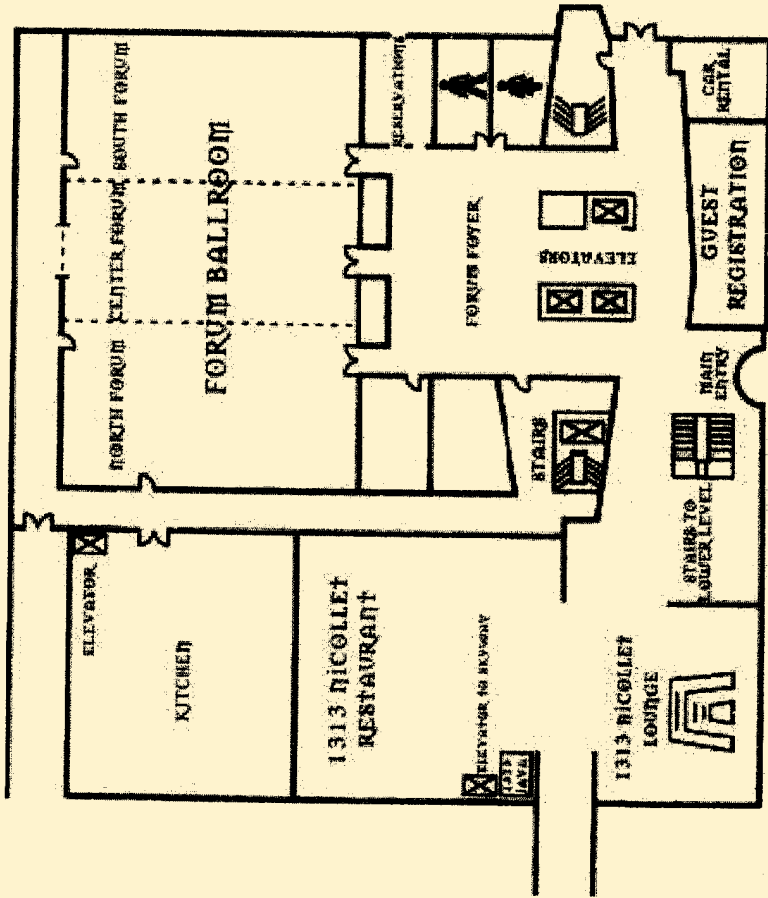 SOUTH FORUM
CENTER FORUM
NORTH FORUM
FORUM BALLROOM
RESERVATIONS
FORUM FOYER
ELEVATORS
CAR
RENTAL
GUEST
REGISTRATION
MAIN
ENTRY
STAIRS
STAIRS TO
LOWER LEVEL
ELEVATOR
KITCHEN
1313 NICOLLET
RESTAURANT
ELEVATOR TO SKYWAY
1313 NICOLLET
LOUNGE